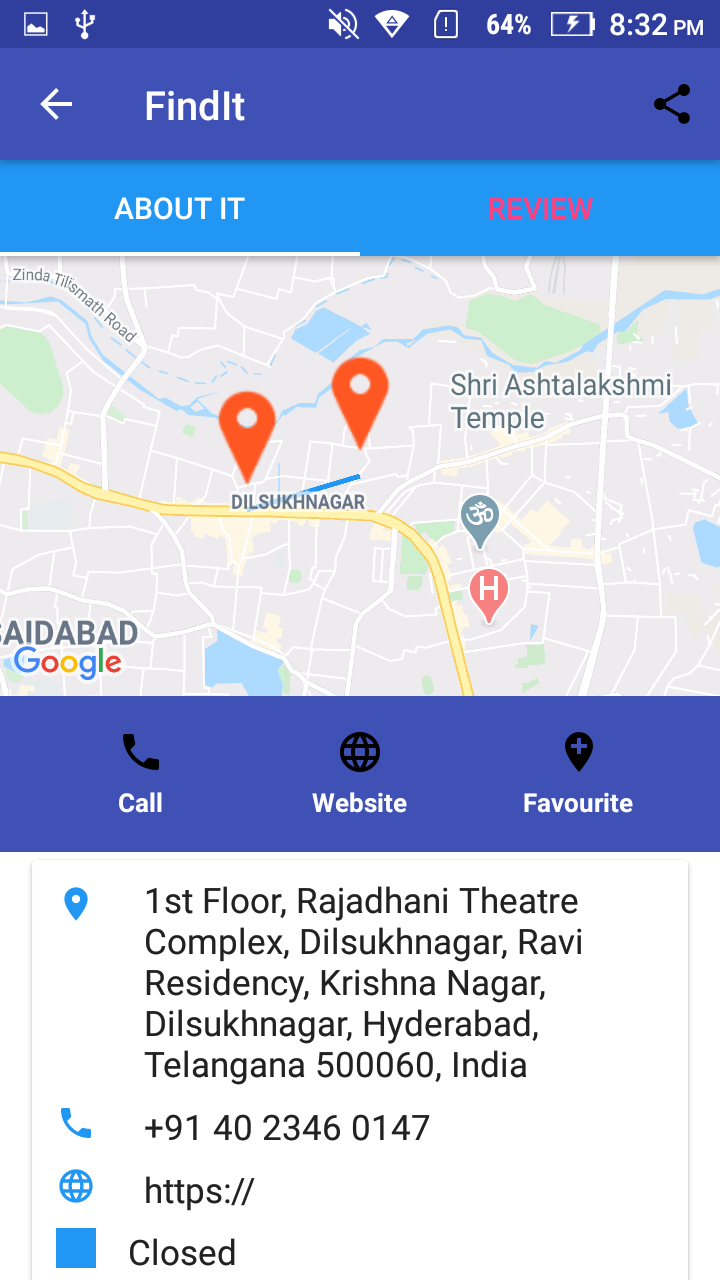 64% 8:32 PM
FindIt
ABOUT IT REVIEW
Zinda Tilismath Road
Shri Ashtalakshmi
Temple
DILSUKHNAGAR
H
SAIDABAD
Google
Call Website Favourite
1st Floor, Rajadhani Theatre
Complex, Dilsukhnagar, Ravi
Residency, Krishna Nagar,
Dilsukhnagar, Hyderabad,
Telangana 500060, India
+91 40 2346 0147
https://
Closed